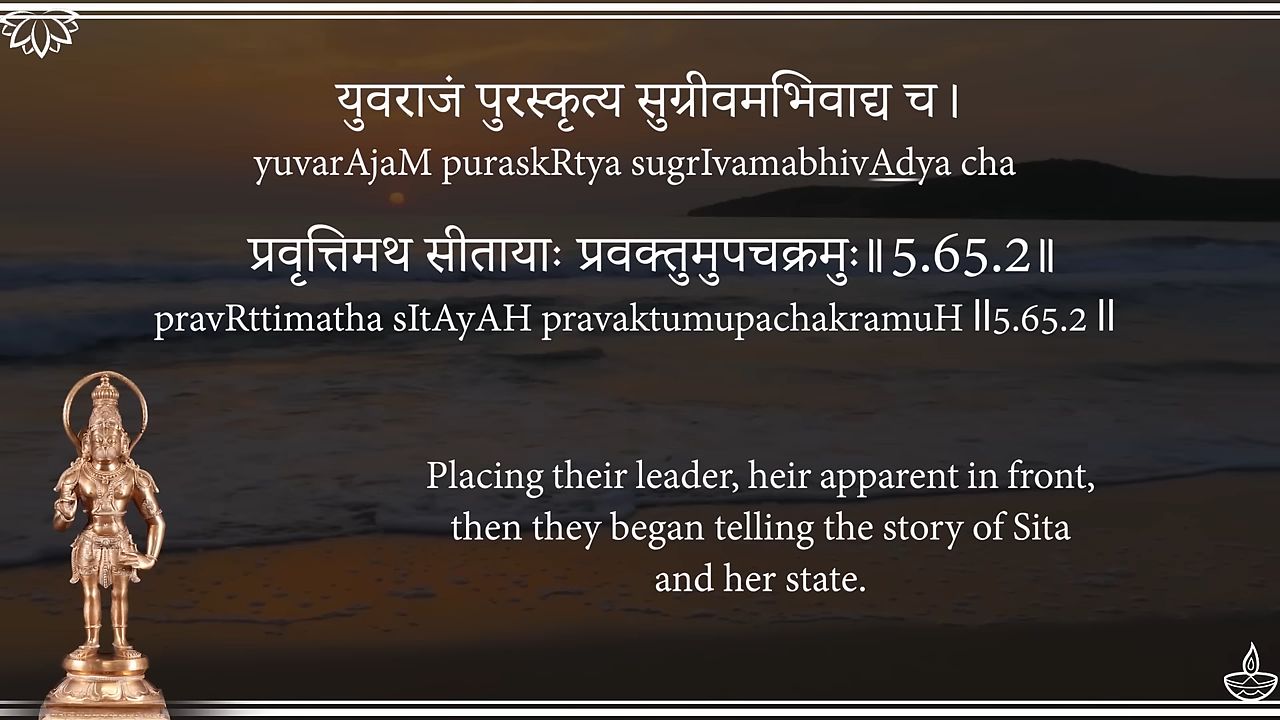 युवराजं पुरस्कृत्य सुग्रीवमभिवाद्य च।
yuvarAjaM puraskRtya sugrIvamabhivAdya cha
प्रवृत्तिमथ सीतायाः प्रवक्तुमुपचक्रमुः॥5.65.2॥
pravRttimatha sItAyAH pravaktumupachakramuH ॥5.65.2 ॥
Placing their leader, heir apparent in front,
then they began telling the story of Sita
and her state.